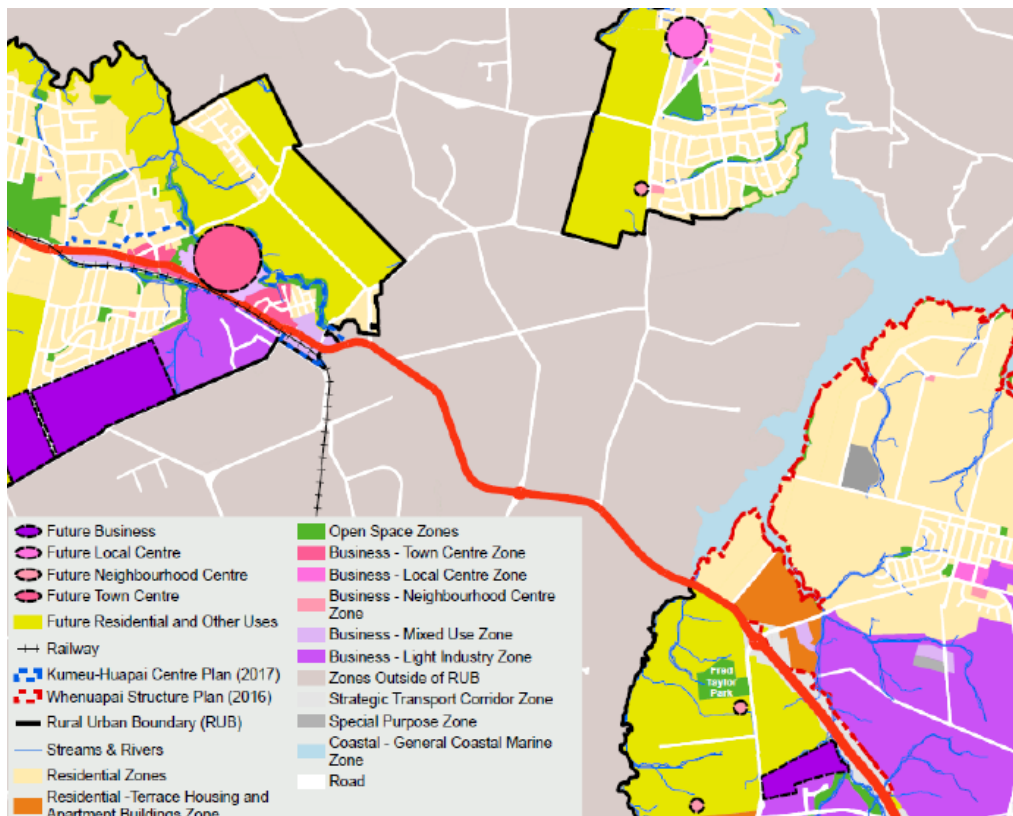 Fred
Taylor
Park
Future Business
Future Local Centre
Future Neighbourhood Centre
Future Town Centre
Future Residential and Other Uses
Railway
Kumeu-Huapai Centre Plan (2017)
Whenuapai Structure Plan (2016)
Rural Urban Boundary (RUB)
Streams & Rivers
Residential Zones
Residential -Terrace Housing and
Apartment Buildings Zone
Open Space Zones
Business - Town Centre Zone
Business - Local Centre Zone
Business - Neighbourhood Centre
Zone
Business - Mixed Use Zone
Business - Light Industry Zone
Zones Outside of RUB
Strategic Transport Corridor Zone
Special Purpose Zone
Coastal - General Coastal Marine
Zone
Road